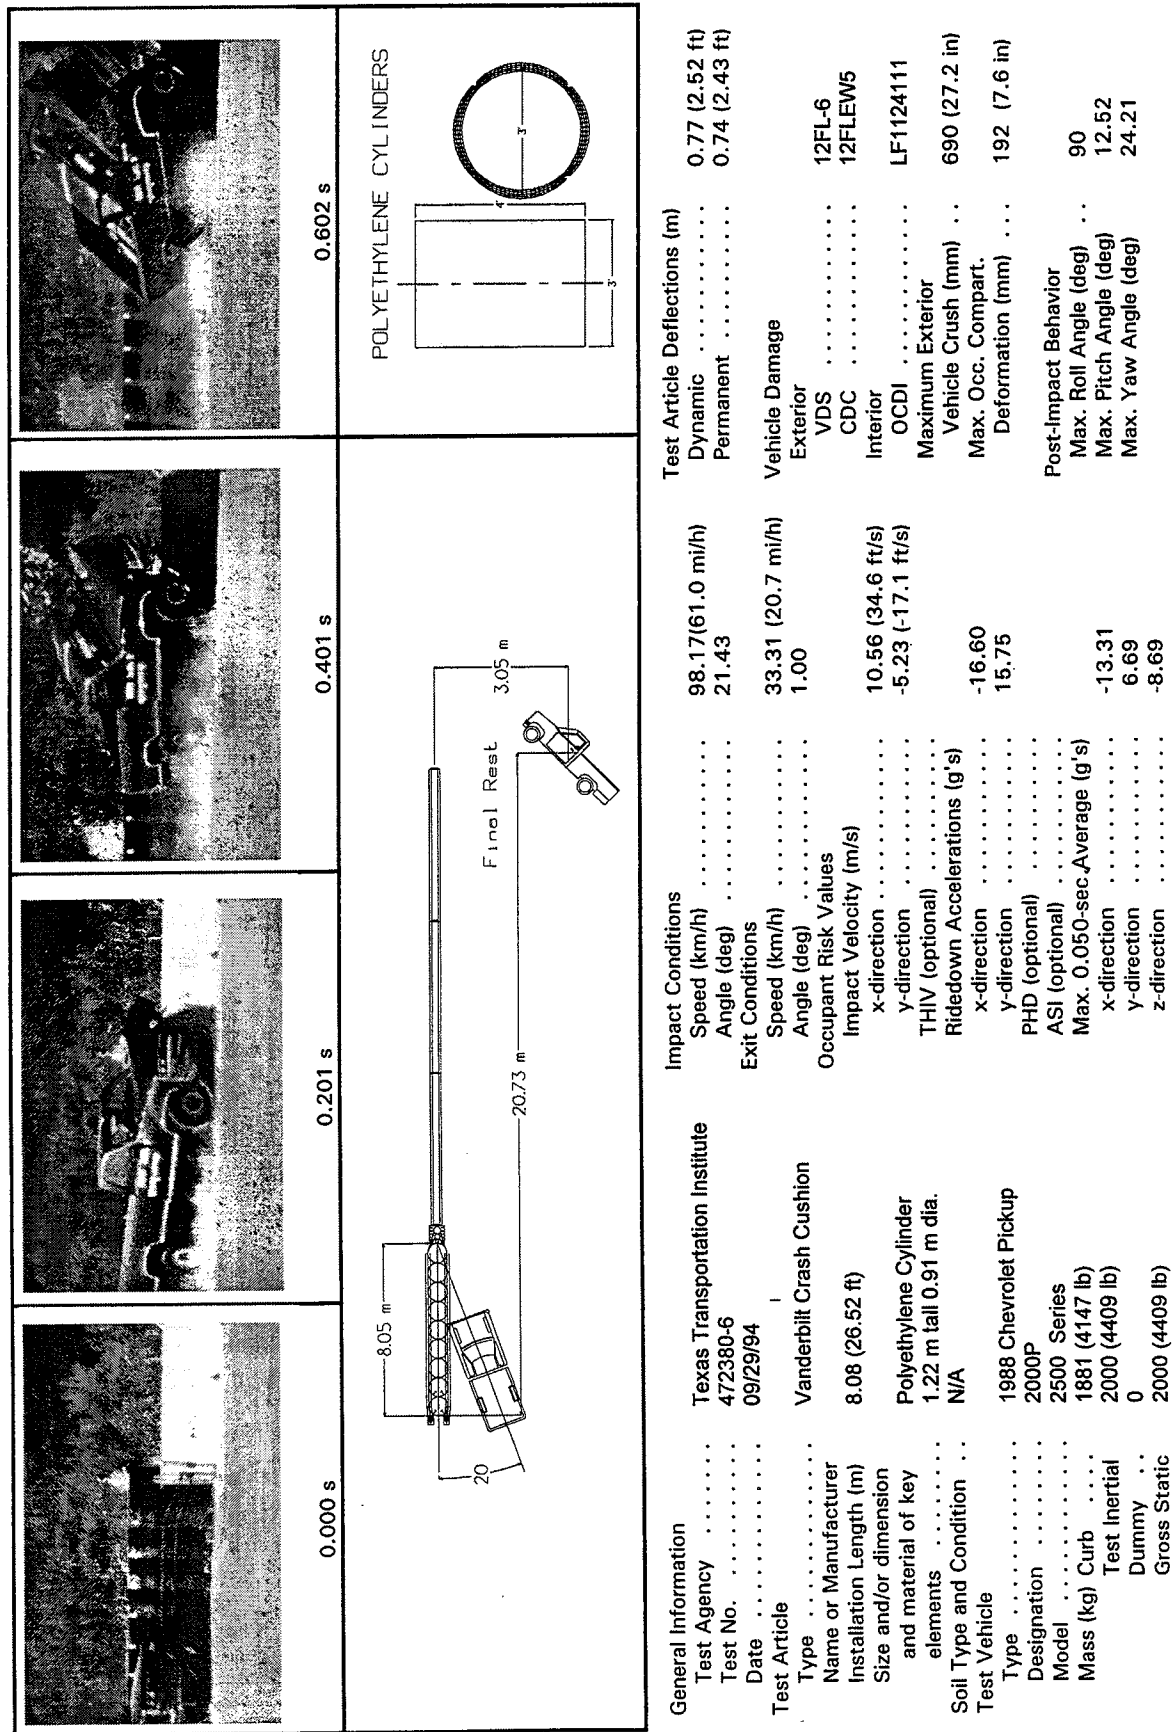 0.000 s
0.201 s
0.401 s
0.602 s
8.05 m
20
20.73 m
Final Rest
3.05 m
POLYETHYLENE CYLINDERS
4'
3'
3'
General Information
Test Agency ........ Texas Transportation Institute
Test No. ........... 472380-6
Date .............. 09/29/94
Test Article
Type .............. Vanderbilt Crash Cushion
Name or Manufacturer
Installation Length (m) 8.08 (26.52 ft)
Size and/or dimension
and material of key Polyethylene Cylinder
elements ........ 1.22 m tall 0.91 m dia.
Soil Type and Condition .. N/A
Test Vehicle
Type .............. 1988 Chevrolet Pickup
Designation ......... 2000P
Model ............. 2500 Series
Mass (kg) Curb .... 1881 (4147 lb)
Test Inertial 2000 (4409 lb)
Dummy .. 0
Gross Static 2000 (4409 lb)
Impact Conditions
Speed (km/h) ........... 98.17(61.0 mi/h)
Angle (deg) ............ 21.43
Exit Conditions
Speed (km/h) ........... 33.31 (20.7 mi/h)
Angle (deg) ............ 1.00
Occupant Risk Values
Impact Velocity (m/s)
x-direction ............ 10.56 (34.6 ft/s)
y-direction ............ -5.23 (-17.1 ft/s)
THIV (optional) ...........
Ridedown Accelerations (g's)
x-direction ............ -16.60
y-direction ............ 15.75
PHD (optional) ...........
ASI (optional) ............
Max. 0.050-sec Average (g's)
x-direction ............ -13.31
y-direction ............ 6.69
z-direction ............ -8.69
Test Article Deflections (m)
Dynamic ............ 0.77 (2.52 ft)
Permanent .......... 0.74 (2.43 ft)
Vehicle Damage
Exterior
VDS ............. 12FL-6
CDC ............. 12FLEW5
Interior
OCDI ............ LF1124111
Maximum Exterior
Vehicle Crush (mm) .. 690 (27.2 in)
Max. Occ. Compart.
Deformation (mm) ... 192 (7.6 in)
Post-Impact Behavior
Max. Roll Angle (deg) .. 90
Max. Pitch Angle (deg) 12.52
Max. Yaw Angle (deg) 24.21